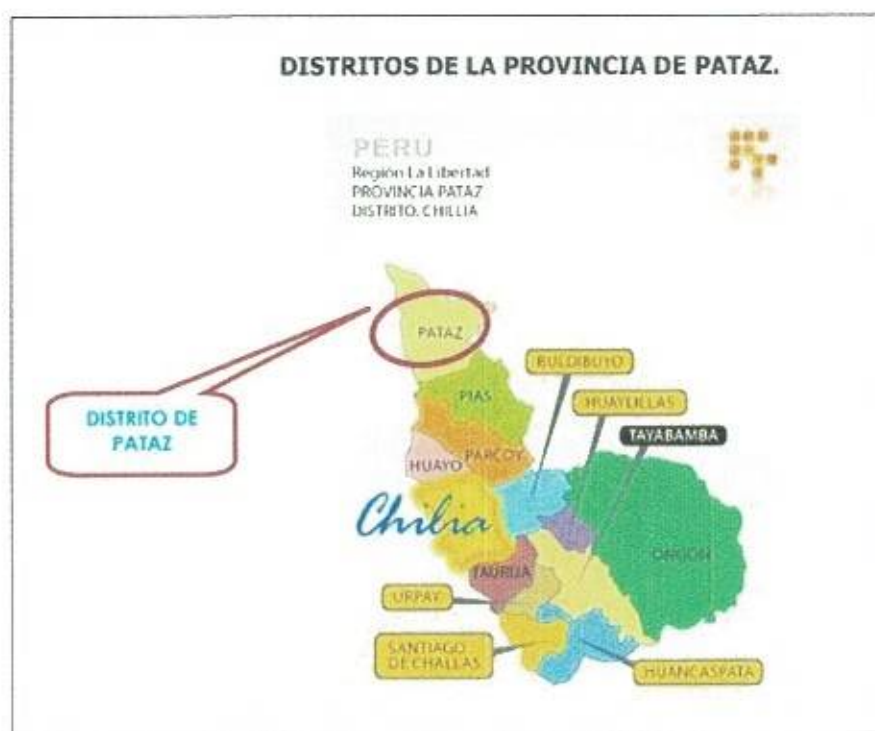 DISTRITOS DE LA PROVINCIA DE PATAZ.
PERU
Región La Libertad
PROVINCIA PATAZ
DISTRITO: CHILLIA
PATAZ
BULDIBUYO
PIAS
HUAYLILLAS
DISTRITO DE
PATAZ
TAYABAMBA
PARCOY
HUAYO
Chilia
ONGON
TAURIJA
URPAY
SANTIAGO
DE CHALLAS
HUANCASPATA